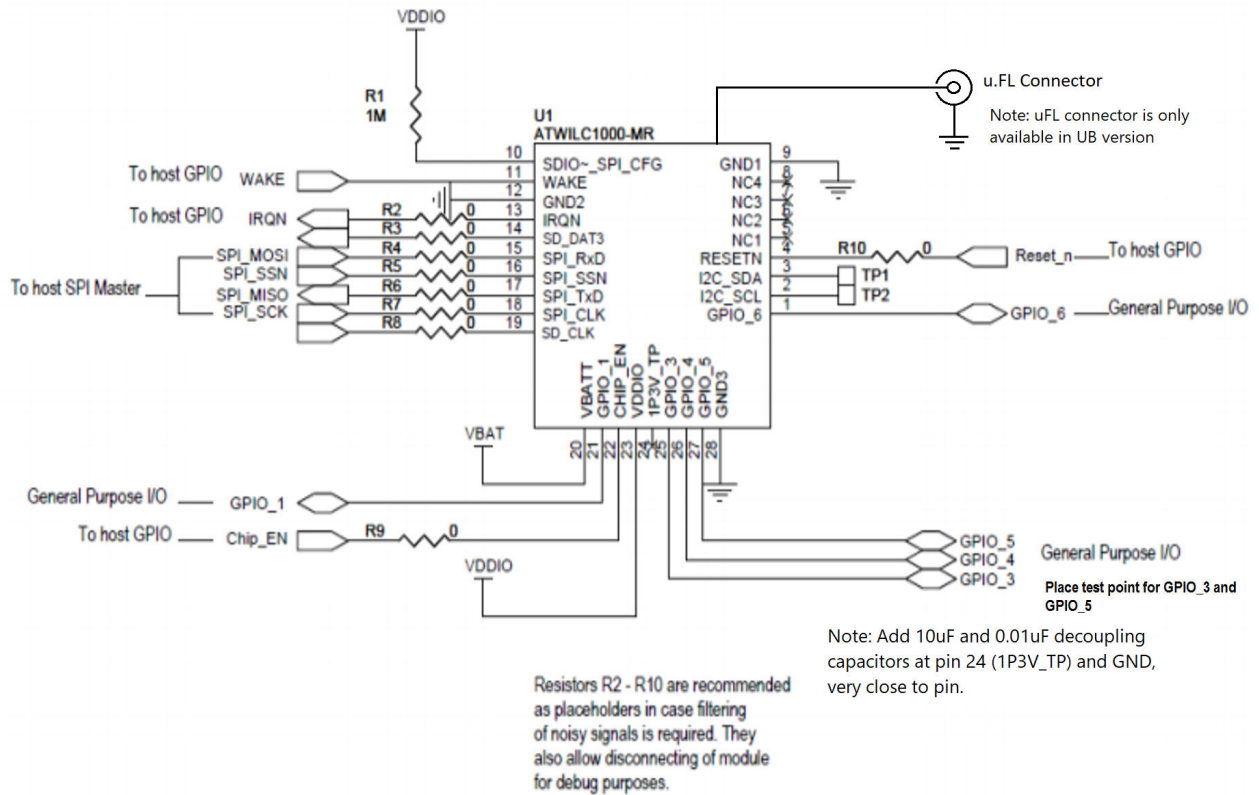 VDDIO
R1
1M
u.FL Connector
Note: uFL connector is only
available in UB version
U1
ATWILC1000-MR
To host GPIO WAKE
To host GPIO IRQN
SPI_MOSI
SPI_SSN
To host SPI Master
SPI_MISO
SPI_SCK
R2 0
R3 0
R4 0
R5 0
R6 0
R7 0
R8 0
10 SDIO~_SPI_CFG
11 WAKE
12 GND2
13 IRQN
14 SD_DAT3
15 SPI_RxD
16 SPI_SSN
17 SPI_TxD
18 SPI_CLK
19 SD_CLK
GND1 9
NC4 8
NC3 7
NC2 6
NC1 5
RESETN 4
I2C_SDA 3
I2C_SCL 2
GPIO_6 1
R10 0
Reset_n To host GPIO
TP1
TP2
GPIO_6 General Purpose I/O
VBATT
GPIO_1
CHIP_EN
VDDIO
1P3V_TP
GPIO_3
GPIO_4
GPIO_5
GND3
20
21
22
23
24
25
26
27
28
VBAT
General Purpose I/O GPIO_1
To host GPIO Chip_EN R9 0
VDDIO
GPIO_5
GPIO_4 General Purpose I/O
GPIO_3
Place test point for GPIO_3 and
GPIO_5
Note: Add 10uF and 0.01uF decoupling
capacitors at pin 24 (1P3V_TP) and GND,
very close to pin.
Resistors R2 - R10 are recommended
as placeholders in case filtering
of noisy signals is required. They
also allow disconnecting of module
for debug purposes.